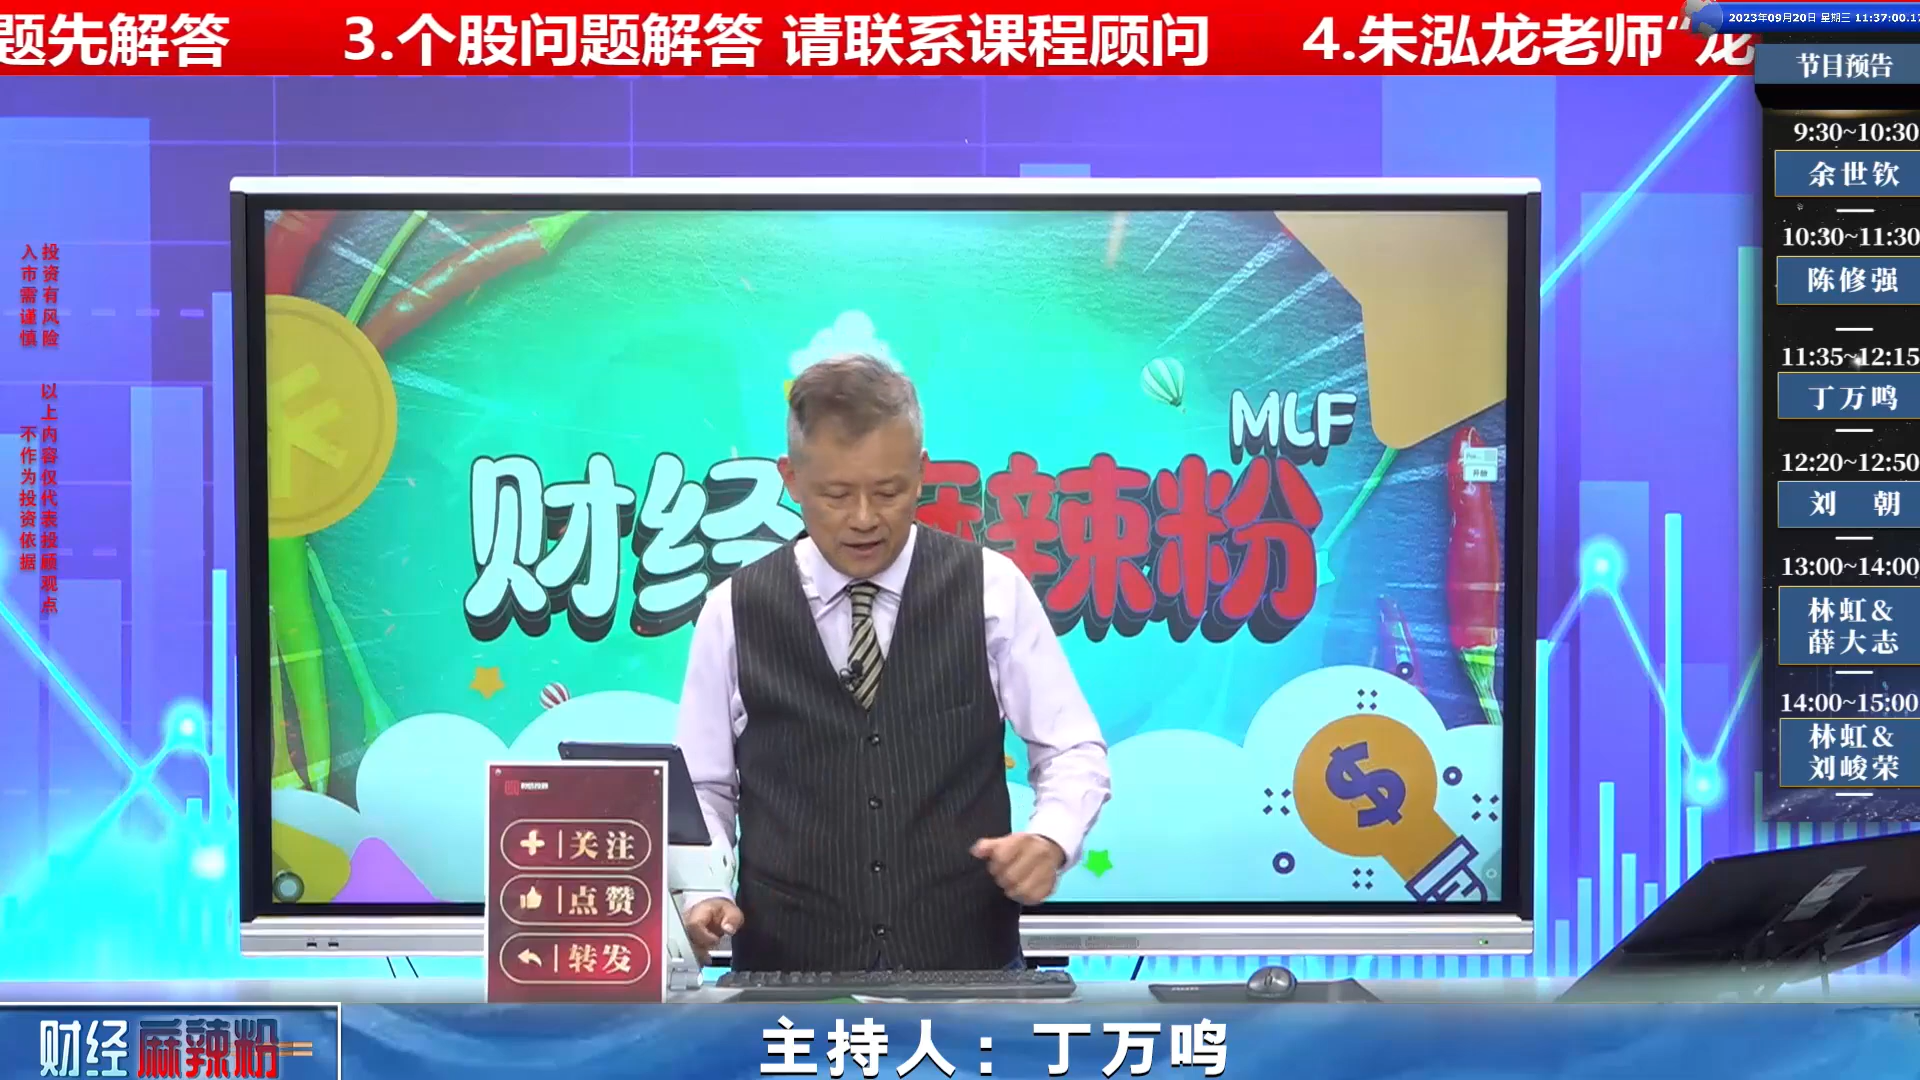 题先解答 3.个股问题解答 请联系课程顾问 4.朱泓龙老师“龙
2023年09月20日 星期三 11:37:00.17
节目预告
9:30~10:30
余世钦
10:30~11:30
陈修强
11:35~12:15
丁万鸣
12:20~12:50
刘 朝
13:00~14:00
林虹&
薛大志
14:00~15:00
林虹&
刘峻荣
投资有风险
入市需谨慎
以上内容仅代表投顾观点
不作为投资依据
MLF
财经麻辣粉
开始
关注
点赞
转发
财经麻辣粉
主持人：丁万鸣